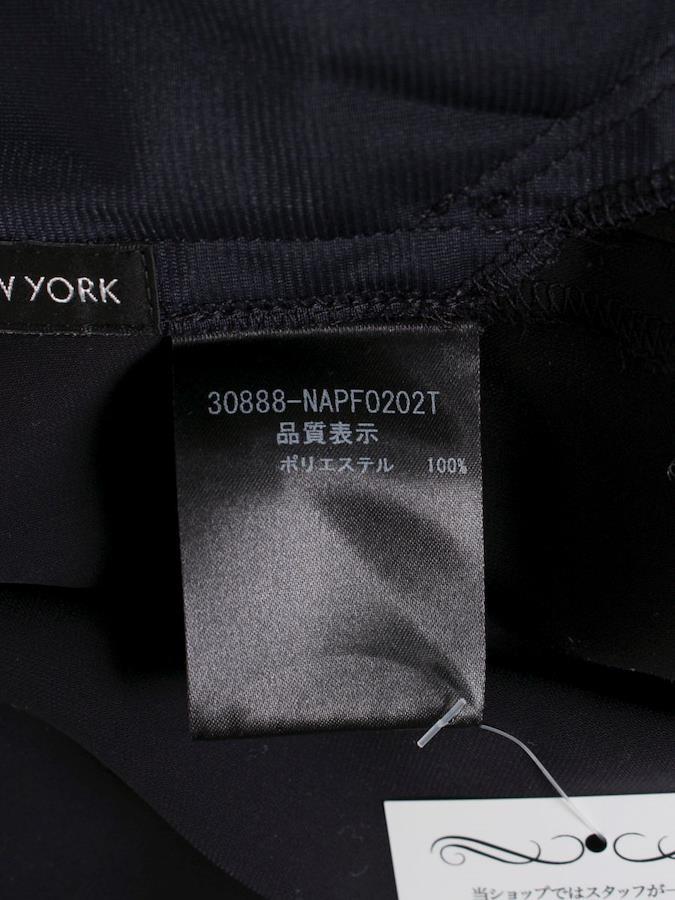 YORK
30888-NAPF0202T
品質表示
ポリエステル 100%
当ショップではスタッフが一